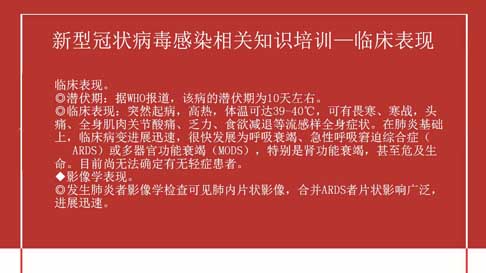 新型冠状病毒感染相关知识培训—临床表现
临床表现。
◎潜伏期：据WHO报道，该病的潜伏期为10天左右。
◎临床表现：突然起病，高热，体温可达39-40℃，可有畏寒、寒战，头
痛、全身肌肉关节酸痛、乏力、食欲减退等流感样全身症状。在肺炎基础
上，临床病变进展迅速，很快发展为呼吸衰竭、急性呼吸窘迫综合症（
ARDS）或多器官功能衰竭（MODS），特别是肾功能衰竭，甚至危及生
命。目前尚无法确定有无轻症患者。
◆影像学表现。
◎发生肺炎者影像学检查可见肺内片状影像，合并ARDS者片状影响广泛，
进展迅速。